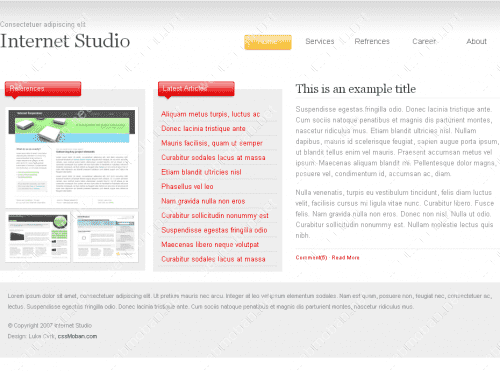 Consectetuer adipiscing elit
Internet Studio
Home
Services
Refrences
Career
About
References
Latest Articles
Aliquam metus turpis, luctus ac
Donec lacinia tristique ante
Mauris facilisis, quam ut semper
Curabitur sodales lacus at massa
Etiam blandit ultricies nisl
Phasellus vel leo
Nam gravida nulla non eros
Curabitur sollicitudin nonummy est
Suspendisse egestas fringilla odio
Maecenas libero neque volutpat
Curabitur sodales lacus at massa
This is an example title
Suspendisse egestas fringilla odio. Donec lacinia tristique ante.
Cum sociis natoque penatibus et magnis dis parturient montes,
nascetur ridiculus mus. Etiam blandit ultricies nisl. Nullam
dapibus, mauris id scelerisque feugiat, sapien augue porta ipsum,
ut blandit tellus enim vel mauris. Praesent accumsan metus vel
ipsum. Maecenas aliquam blandit mi. Pellentesque dolor magna,
posuere vel, condimentum id, accumsan ac, diam.
Nulla venenatis, turpis eu vestibulum tincidunt, felis diam luctus
velit, facilisis cursus mi ligula vitae nunc. Curabitur libero. Fusce
felis. Nam gravida nulla non eros. Donec non nisl. Nulla ut odio.
Curabitur sollicitudin nonummy est. Nullam molestie lectus quis
nibh.
Comment(5) Read More
Lorem ipsum dolor sit amet, consectetuer adipiscing elit. Ut pretium mauris nec arcu. Integer at leo vitae sem elementum sodales. Nam est quam, posuere non, feugiat nec, consectetuer ac,
lectus. Suspendisse egestas fringilla odio. Donec lacinia tristique ante. Cum sociis natoque penatibus et magnis dis parturient montes, nascetur ridiculus mus.
© Copyright 2007 Internet Studio
Design: Luka Cvrk, cssMoban.com